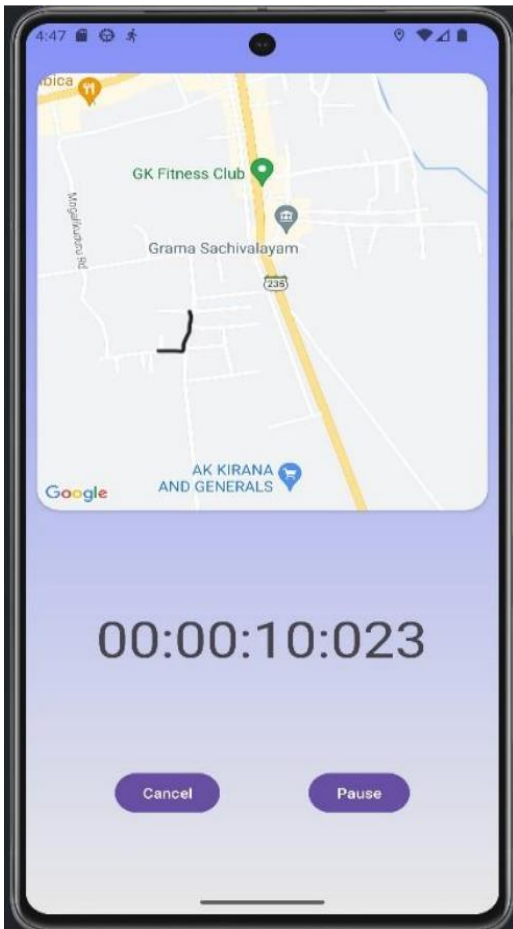 4:47
bica
GK Fitness Club
Grama Sachivalayam
235
AK KIRANA
AND GENERALS
Google
00:00:10:023
Cancel
Pause